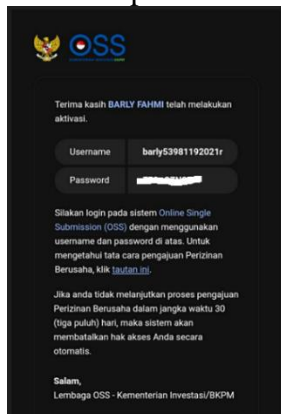 OSS
Terima kasih BARLY FAHMI telah melakukan
aktivasi.
Username barly53981192021r
Password
Silakan login pada sistem Online Single
Submission (OSS) dengan menggunakan
username dan password di atas. Untuk
mengetahui tata cara pengajuan Perizinan
Berusaha, klik tautan ini.
Jika anda tidak melanjutkan proses pengajuan
Perizinan Berusaha dalam jangka waktu 30
(tiga puluh) hari, maka sistem akan
membatalkan hak akses Anda secara
otomatis.
Salam,
Lembaga OSS - Kementerian Investasi/BKPM